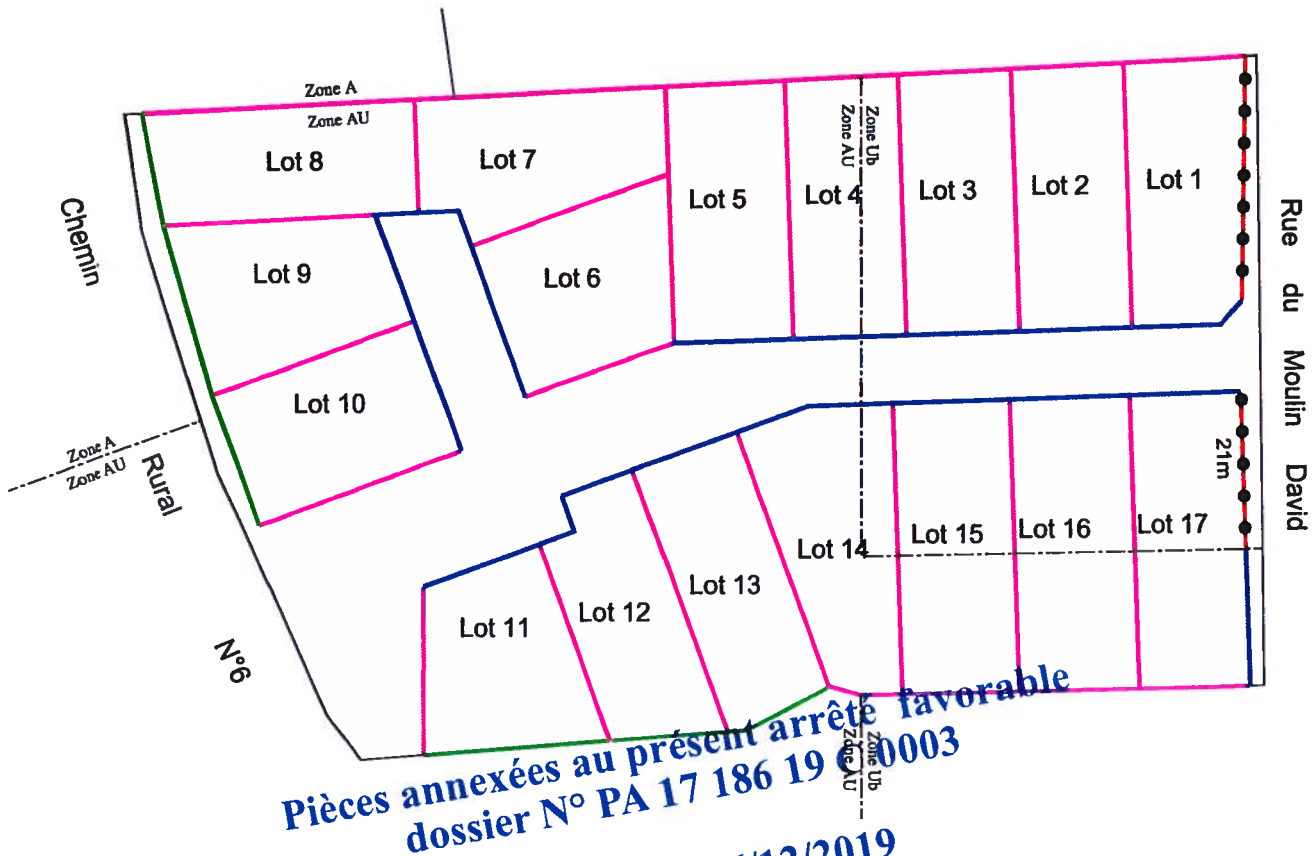 Zone A
Zone AU
Lot 8
Lot 7
Lot 5
Lot 4
Zone Ub
Zone AU
Lot 3
Lot 2
Lot 1
Rue du Moulin David
Chemin
Rural
N°6
Lot 9
Lot 6
Lot 10
Zone A
Zone AU
21m
Lot 11
Lot 12
Lot 13
Lot 14
Lot 15
Lot 16
Lot 17
Zone Ub
Zone AU
Pièces annexées au présent arrêté favorable
dossier N° PA 17 186 19 0003
/2019